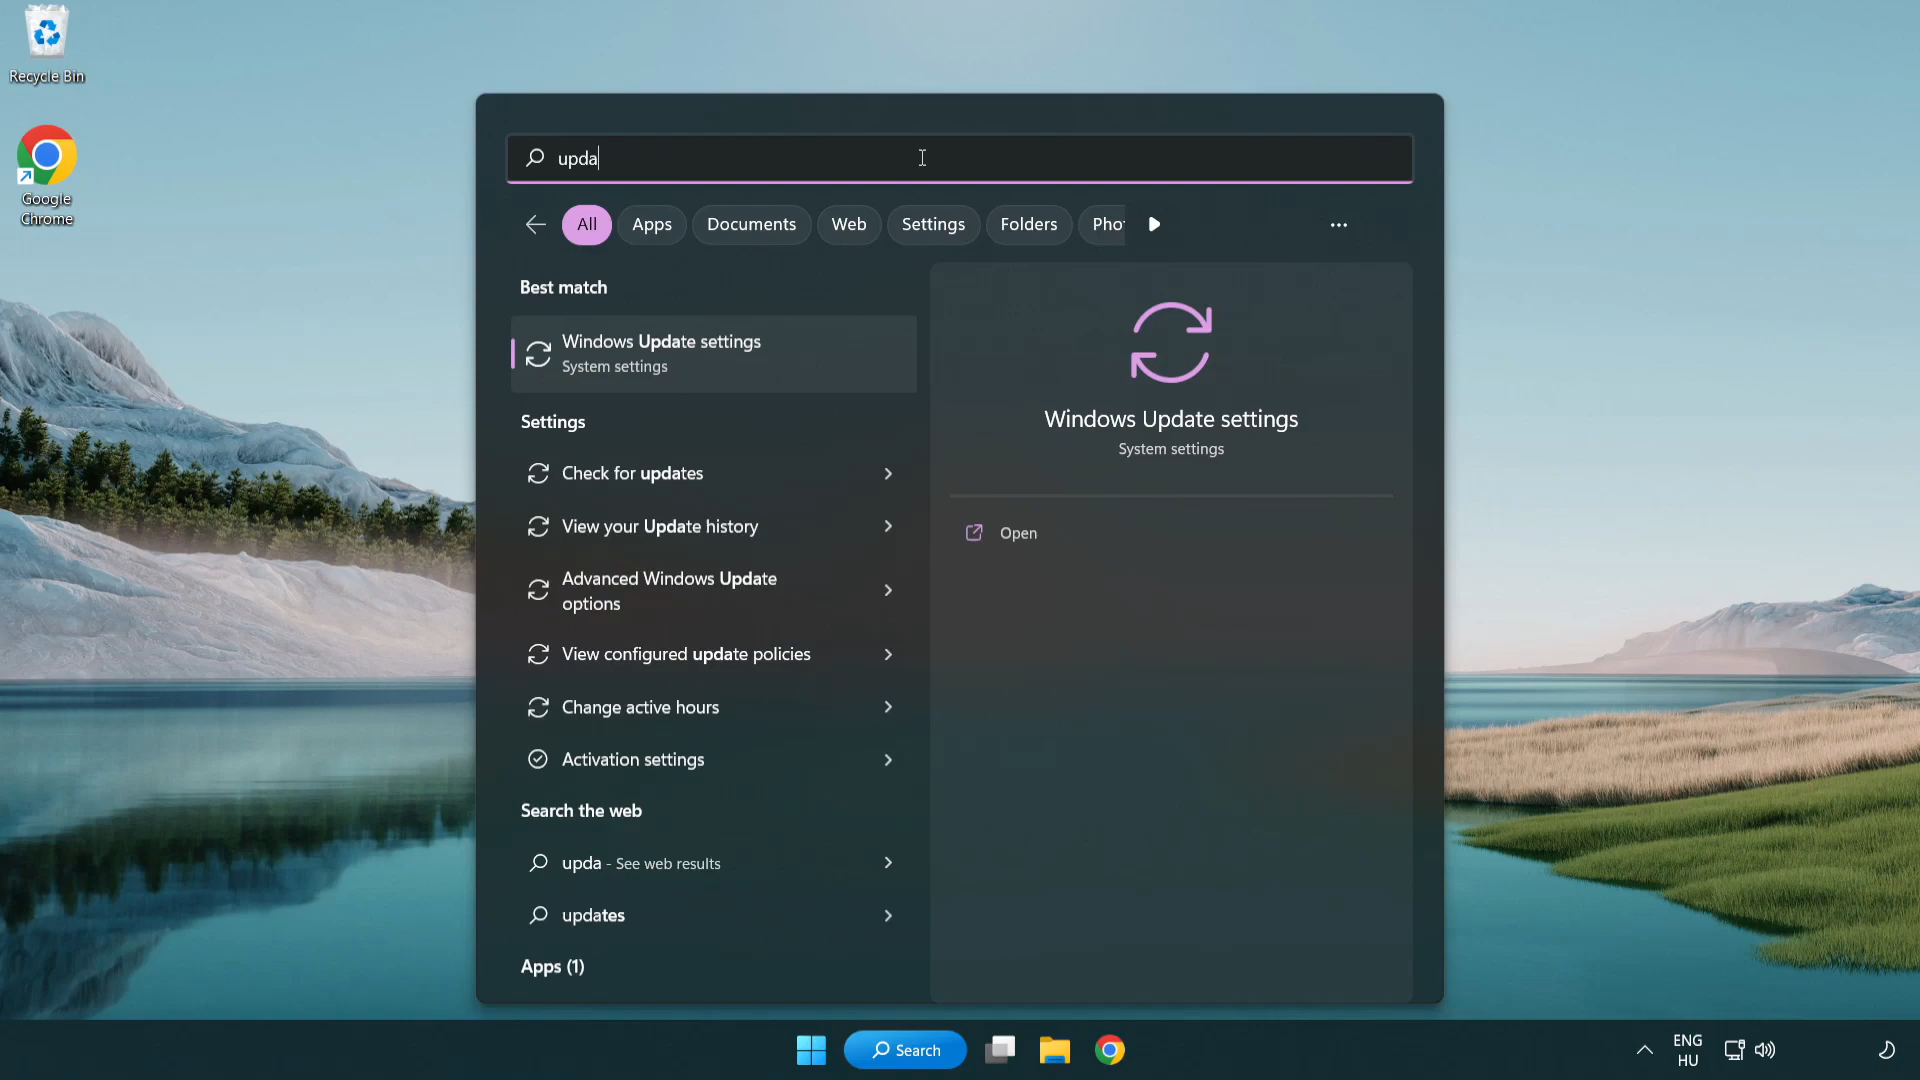 Recycle Bin
Google
Chrome
upda
All
Apps
Documents
Web
Settings
Folders
Pho
Best match
Windows Update settings
System settings
Settings
Check for updates
View your Update history
Advanced Windows Update
options
View configured update policies
Change active hours
Activation settings
Search the web
upda - See web results
updates
Apps (1)
Windows Update settings
System settings
Open
Search
ENG
HU